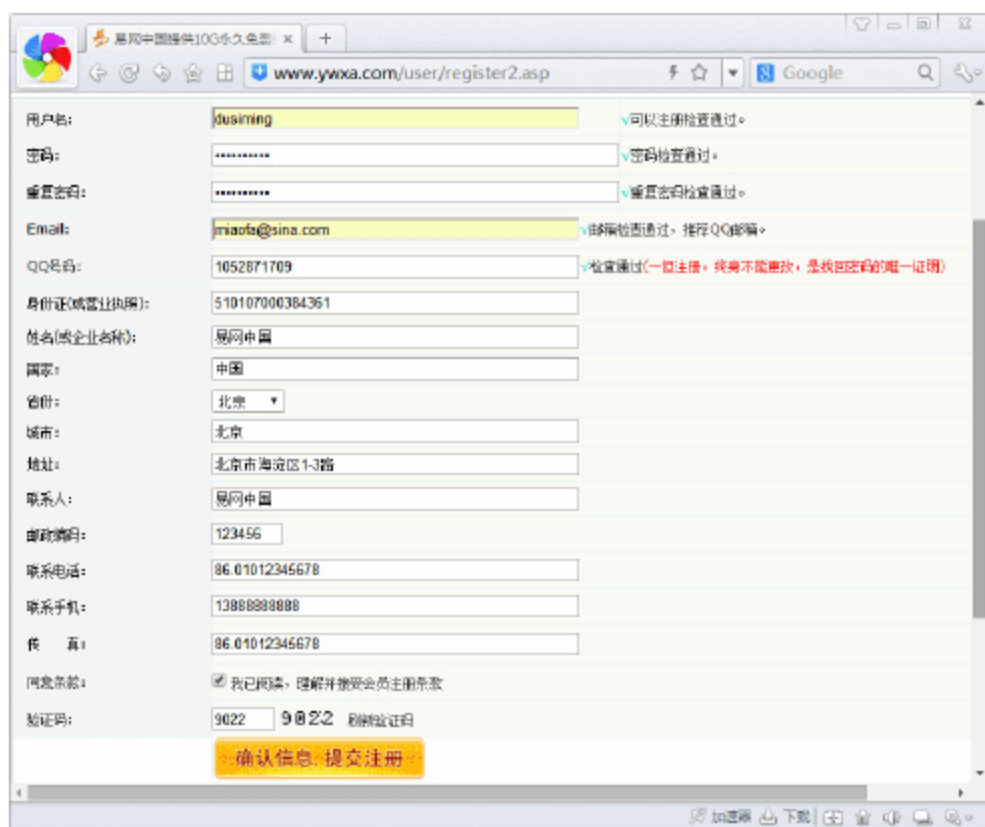 易网中国提供10G永久免费
www.ywxa.com/user/register2.asp
Google
用户名: dusiming √可以注册检查通过。
密码: •••••••••• √密码检查通过。
重复密码: •••••••••• √重复密码检查通过。
Email: miaofa@sina.com √邮箱检查通过，推荐QQ邮箱。
QQ号码: 1052871709 √检查通过(一但注册，终身不能更改，是找回密码的唯一证明)
身份证(或营业执照): 510107000384361
姓名(或企业名称): 易网中国
国家: 中国
省份: 北京
城市: 北京
地址: 北京市海淀区1-3路
联系人: 易网中国
邮政编码: 123456
联系电话: 86.01012345678
联系手机: 13888888888
传 真: 86.01012345678
同意条款: 我已阅读，理解并接受会员注册条款
验证码: 9022 9022 刷新验证码
确认信息.提交注册
加速器 下载